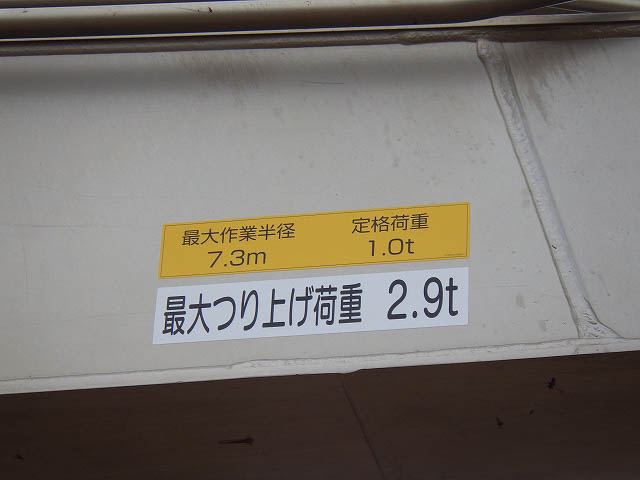 最大作業半径 定格荷重
7.3m 1.0t
最大つり上げ荷重 2.9t